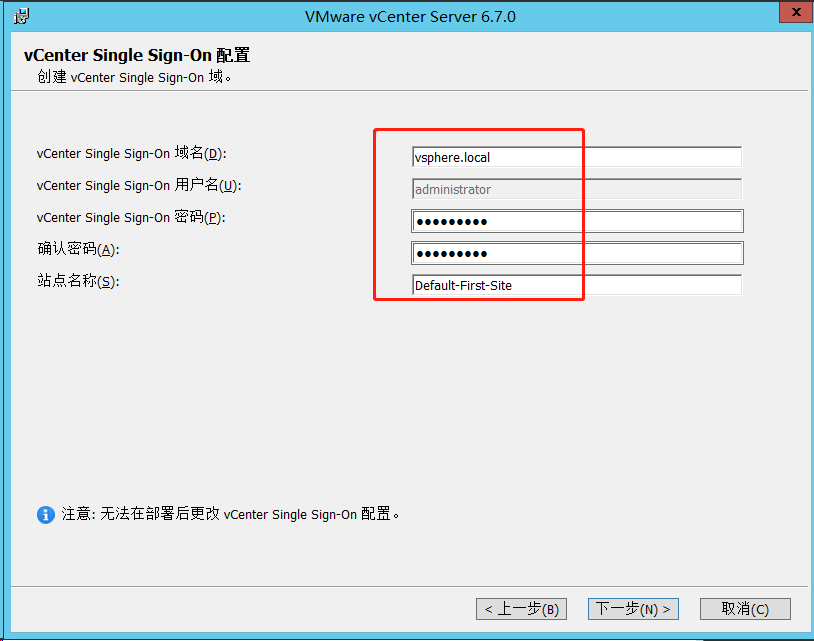 VMware vCenter Server 6.7.0
x
vCenter Single Sign-On 配置
创建 vCenter Single Sign-On 域。
vCenter Single Sign-On 域名(D): vsphere.local
vCenter Single Sign-On 用户名(U): administrator
vCenter Single Sign-On 密码(P): ●●●●●●●●●
确认密码(A): ●●●●●●●●●
站点名称(S): Default-First-Site
注意: 无法在部署后更改 vCenter Single Sign-On 配置。
< 上一步(B) 下一步(N) > 取消(C)